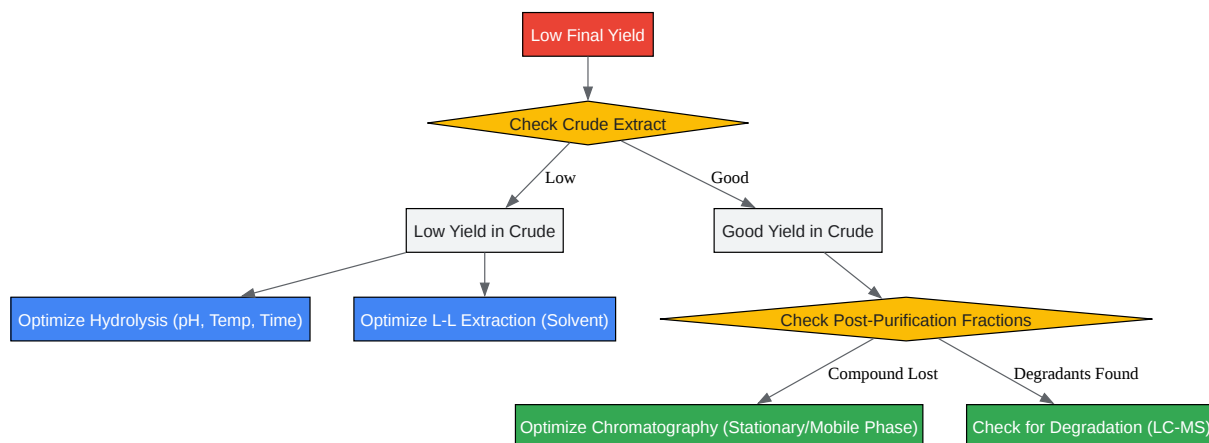 Low Final Yield
Check Crude Extract
Low
Good
Low Yield in Crude
Good Yield in Crude
Optimize Hydrolysis (pH, Temp, Time)
Optimize L-L Extraction (Solvent)
Check Post-Purification Fractions
Compound Lost
Degradants Found
Optimize Chromatography (Stationary/Mobile Phase)
Check for Degradation (LC-MS)